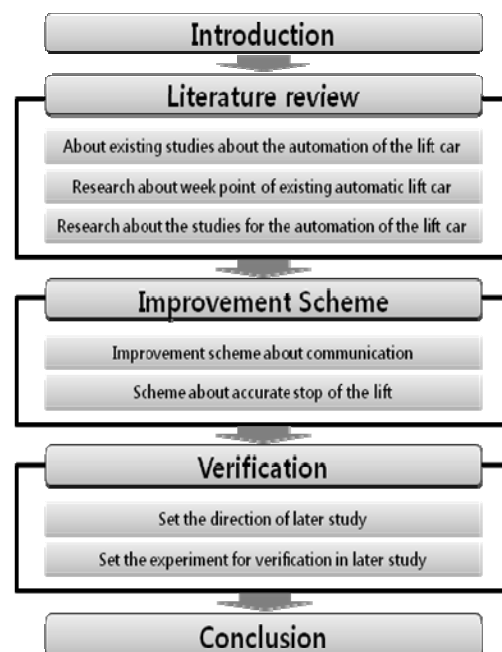 Introduction
Literature review
About existing studies about the automation of the lift car
Research about week point of existing automatic lift car
Research about the studies for the automation of the lift car
Improvement Scheme
Improvement scheme about communication
Scheme about accurate stop of the lift
Verification
Set the direction of later study
Set the experiment for verification in later study
Conclusion